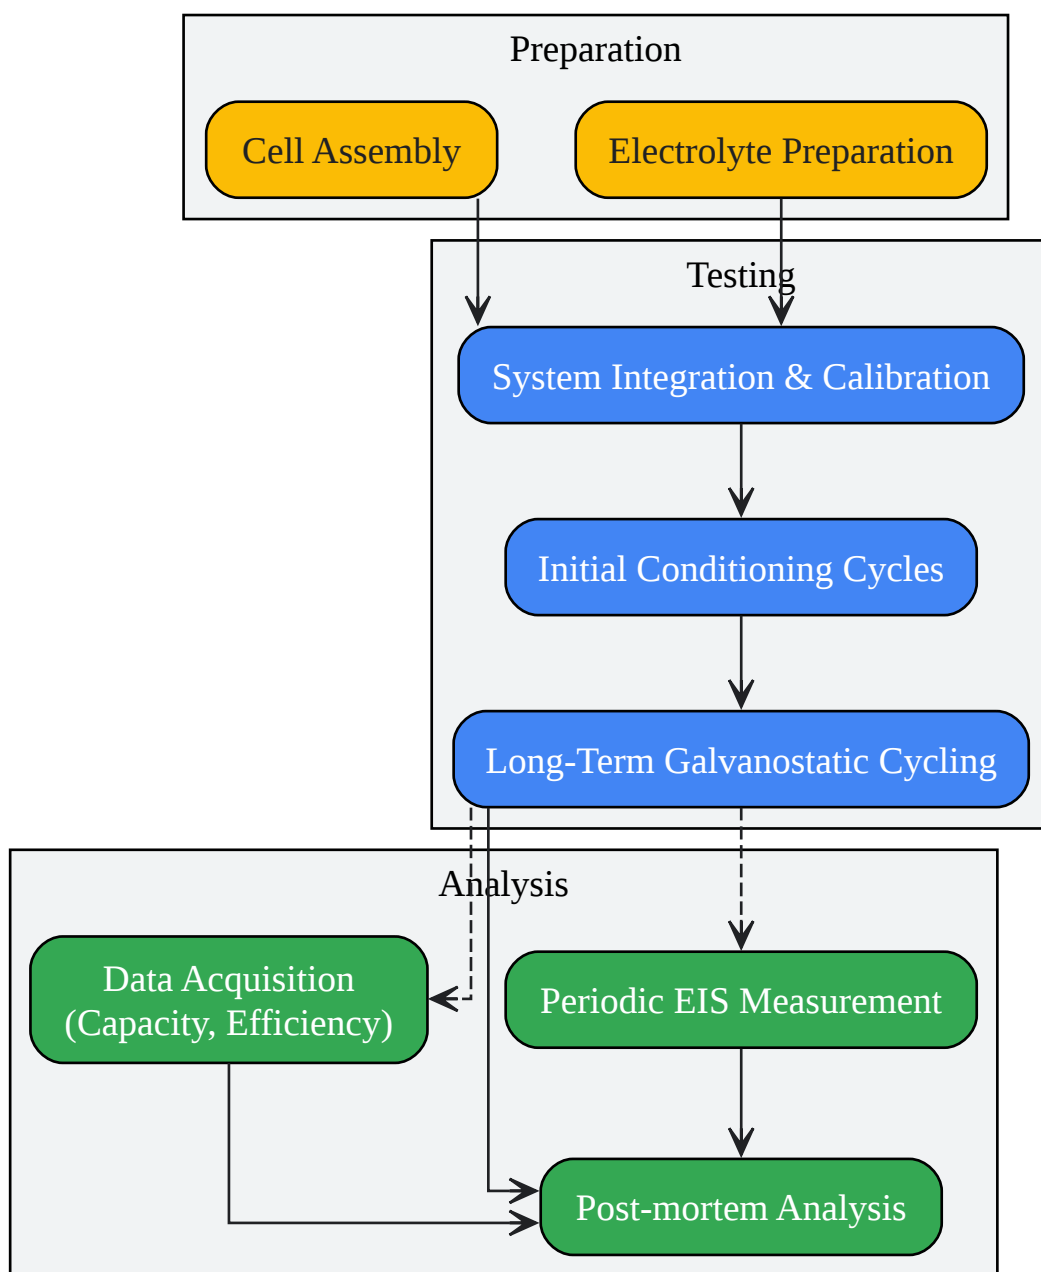 Preparation
Cell Assembly
Electrolyte Preparation
Testing
System Integration & Calibration
Initial Conditioning Cycles
Long-Term Galvanostatic Cycling
Analysis
Data Acquisition
(Capacity, Efficiency)
Periodic EIS Measurement
Post-mortem Analysis